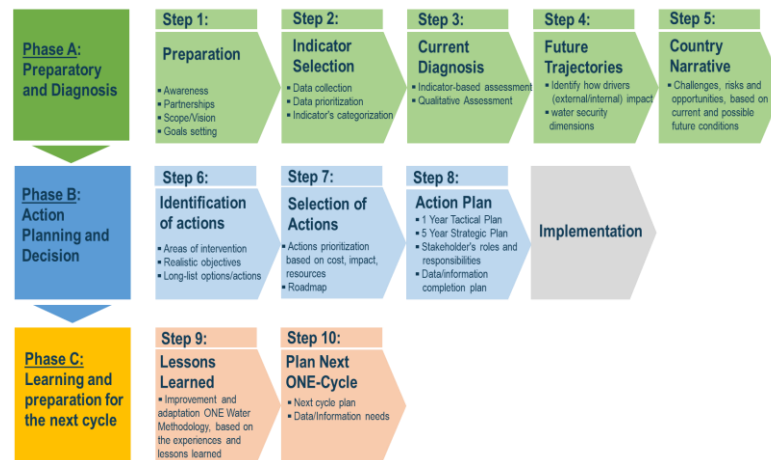 Phase A:
Preparatory
and Diagnosis
Step 1:
Preparation
▪ Awareness
▪ Partnerships
▪ Scope/Vision
▪ Goals setting
Step 2:
Indicator
Selection
▪ Data collection
▪ Data prioritization
▪ Indicator's categorization
Step 3:
Current
Diagnosis
▪ Indicator-based assessment
▪ Qualitative Assessment
Step 4:
Future
Trajectories
▪ Identify how drivers
(external/internal) impact
▪ water security
dimensions
Step 5:
Country
Narrative
▪ Challenges, risks and
opportunities, based on
current and possible
future conditions
Phase B:
Action
Planning and
Decision
Step 6:
Identification
of actions
▪ Areas of intervention
▪ Realistic objectives
▪ Long-list options/actions
Step 7:
Selection of
Actions
▪ Actions prioritization
based on cost, impact,
resources
▪ Roadmap
Step 8:
Action Plan
▪ 1 Year Tactical Plan
▪ 5 Year Strategic Plan
▪ Stakeholder's roles and
responsibilities
▪ Data/information
completion plan
Implementation
Phase C:
Learning and
preparation for
the next cycle
Step 9:
Lessons
Learned
▪ Improvement and
adaptation ONE Water
Methodology, based on
the experiences and
lessons learned
Step 10:
Plan Next
ONE-Cycle
▪ Next cycle plan
▪ Data/Information needs